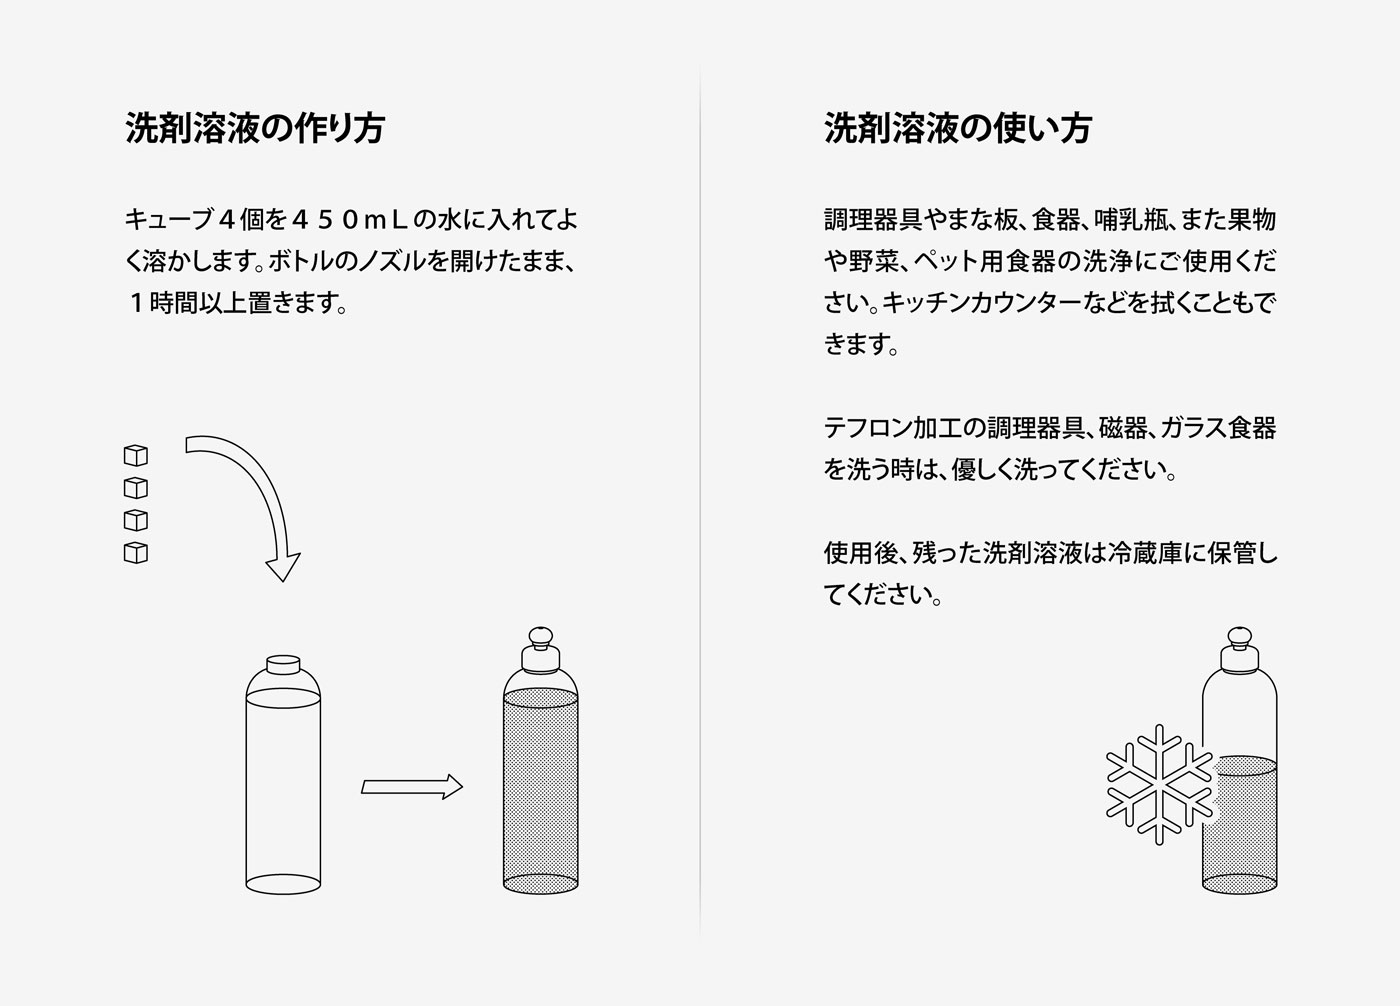 洗剤溶液の作り方
キューブ４個を４５０ｍＬの水に入れてよ
く溶かします。ボトルのノズルを開けたまま、
１時間以上置きます。
洗剤溶液の使い方
調理器具やまな板、食器、哺乳瓶、また果物
や野菜、ペット用食器の洗浄にご使用くだ
さい。キッチンカウンターなどを拭くこともで
きます。
テフロン加工の調理器具、磁器、ガラス食器
を洗う時は、優しく洗ってください。
使用後、残った洗剤溶液は冷蔵庫に保管し
てください。